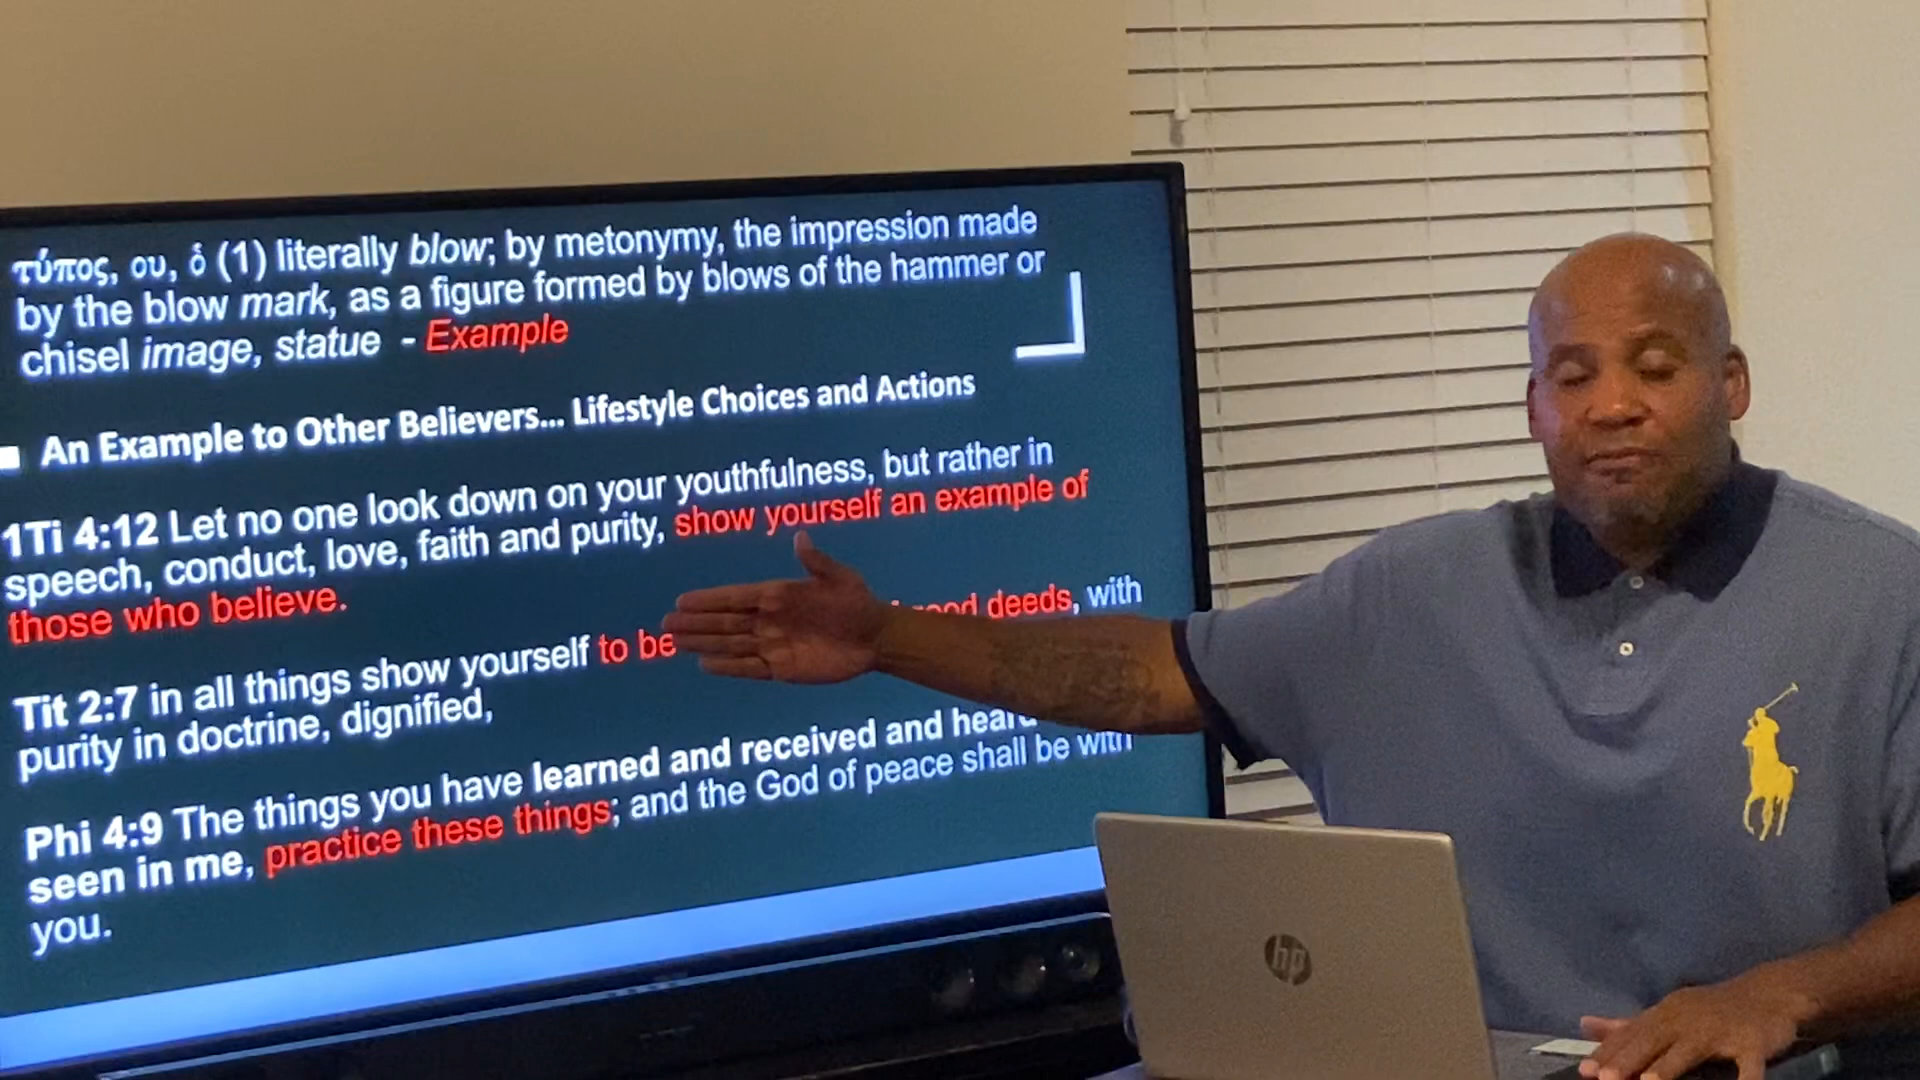 τύπος, ου, ὁ (1) literally blow; by metonymy, the impression made
by the blow mark, as a figure formed by blows of the hammer or
chisel image, statue - Example
An Example to Other Believers... Lifestyle Choices and Actions
1Ti 4:12 Let no one look down on your youthfulness, but rather in
speech, conduct, love, faith and purity, show yourself an example of
those who believe.
Tit 2:7 in all things show yourself to be deeds, with
purity in doctrine, dignified,
Phi 4:9 The things you have learned and received and heard
seen in me, practice these things; and the God of peace shall be with
you.
hp